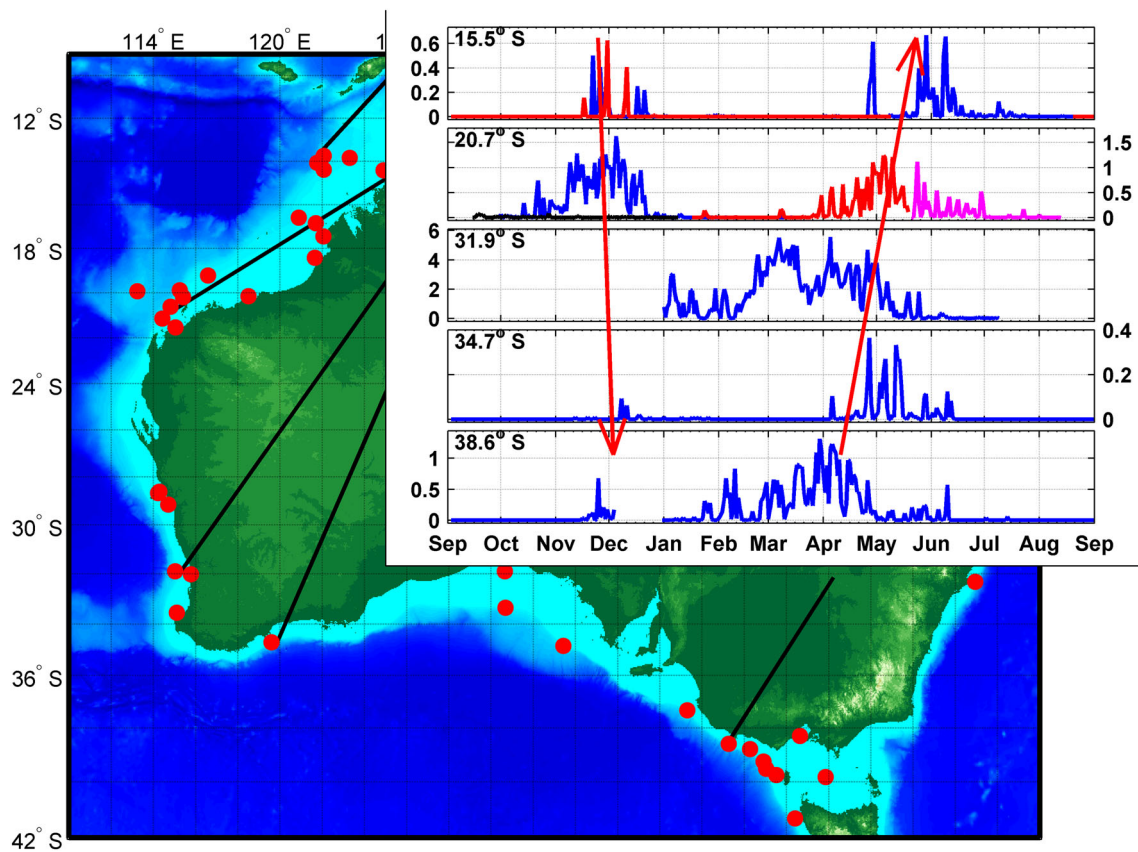 114° E 120° E 1
12° S
18° S
24° S
30° S
36° S
42° S
15.5° S
0.6
0.4
0.2
0
20.7° S
1.5
1
0.5
0
31.9° S
6
4
2
0
34.7° S
0.4
0.2
0
38.6° S
1
0.5
0
Sep Oct Nov Dec Jan Feb Mar Apr May Jun Jul Aug Sep